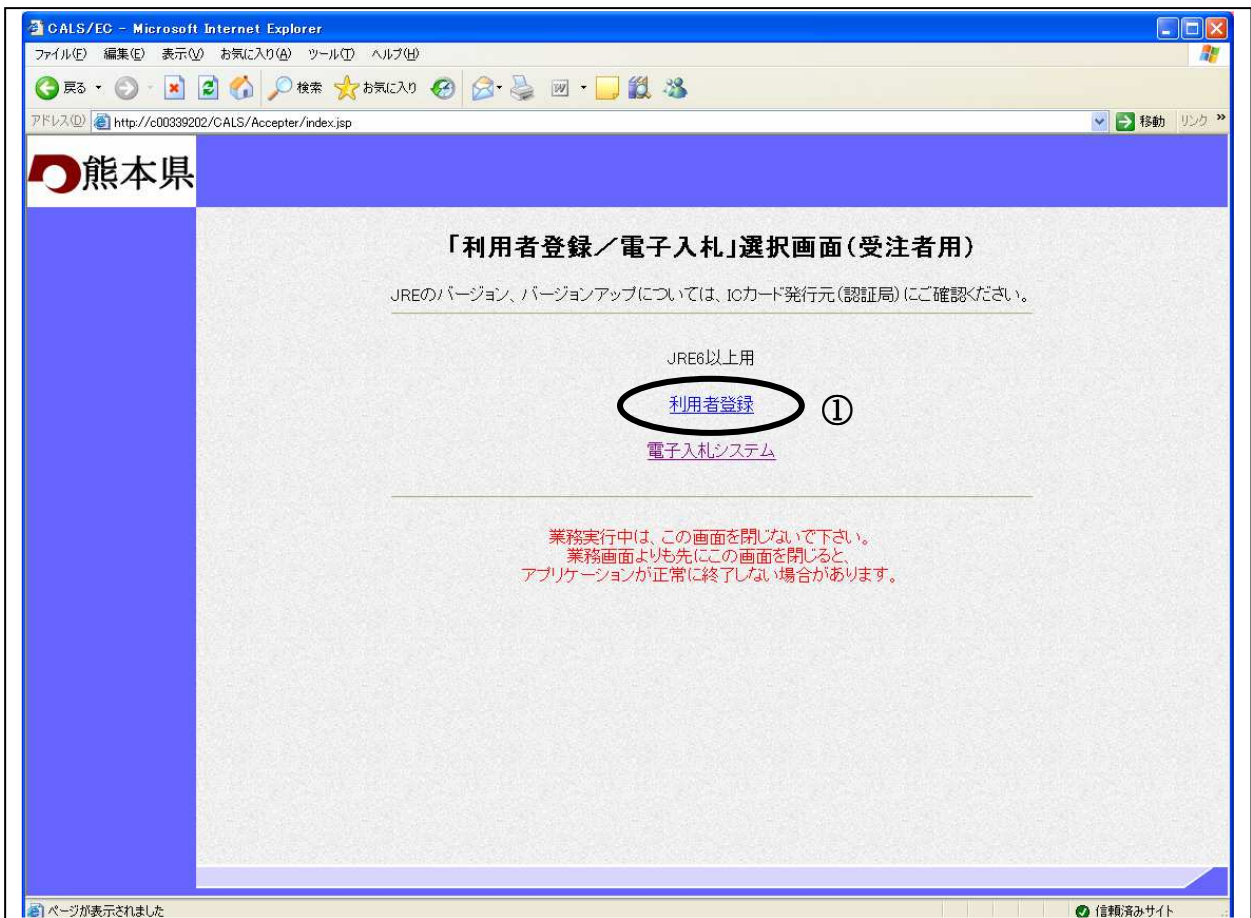 CALS/EC - Microsoft Internet Explorer
ファイル(F) 編集(E) 表示(V) お気に入り(A) ツール(T) ヘルプ(H)
戻る 検索 お気に入り
アドレス(D) http://c00339202/CALS/Accepter/index.jsp 移動 リンク »
熊本県
「利用者登録／電子入札」選択画面(受注者用)
JREのバージョン、バージョンアップについては、ICカード発行元(認証局)にご確認ください。
JRE6以上用
利用者登録 ①
電子入札システム
業務実行中は、この画面を閉じないで下さい。
業務画面よりも先にこの画面を閉じると、
アプリケーションが正常に終了しない場合があります。
ページが表示されました 信頼済みサイト